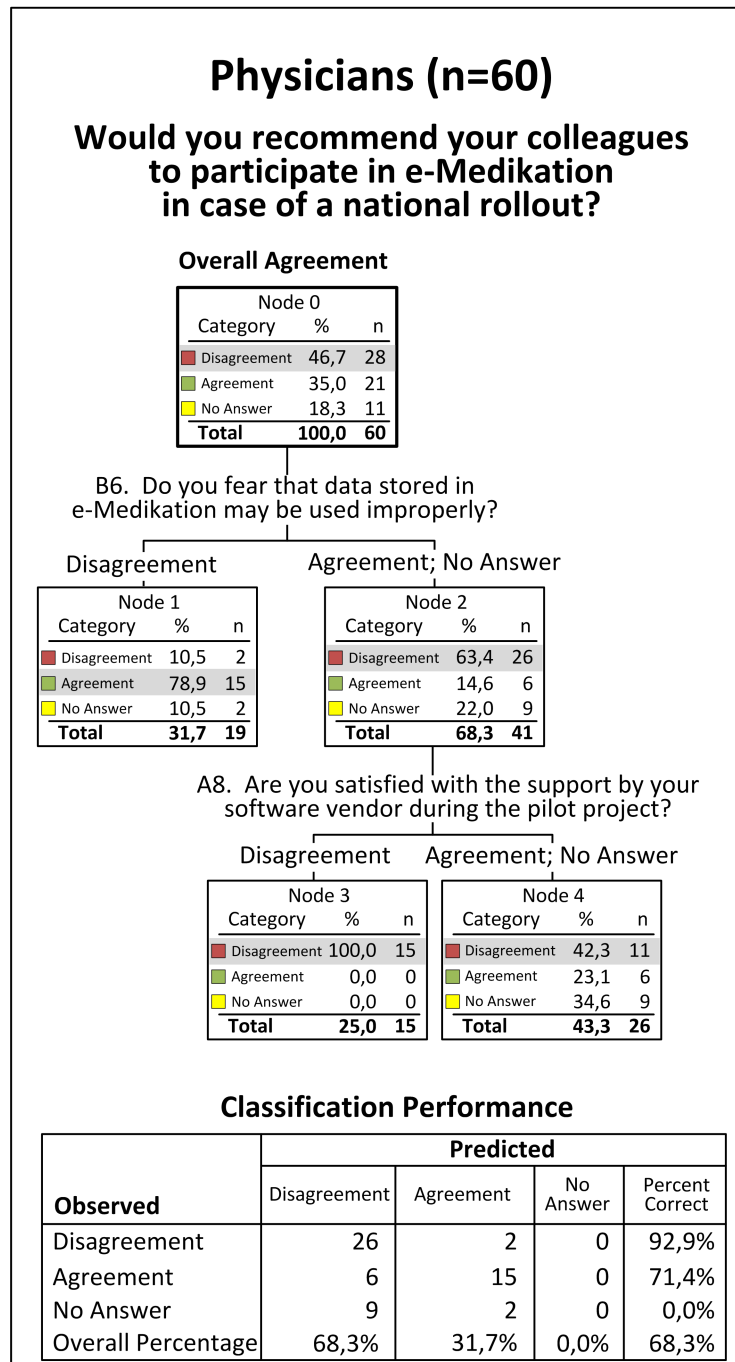 Physicians (n=60)
Would you recommend your colleagues
to participate in e-Medikation
in case of a national rollout?
Overall Agreement
Node 0
Category % n
Disagreement 46,7 28
Agreement 35,0 21
No Answer 18,3 11
Total 100,0 60
B6. Do you fear that data stored in
e-Medikation may be used improperly?
Disagreement Agreement; No Answer
Node 1
Category % n
Disagreement 10,5 2
Agreement 78,9 15
No Answer 10,5 2
Total 31,7 19
Node 2
Category % n
Disagreement 63,4 26
Agreement 14,6 6
No Answer 22,0 9
Total 68,3 41
A8. Are you satisfied with the support by your
software vendor during the pilot project?
Disagreement Agreement; No Answer
Node 3
Category % n
Disagreement 100,0 15
Agreement 0,0 0
No Answer 0,0 0
Total 25,0 15
Node 4
Category % n
Disagreement 42,3 11
Agreement 23,1 6
No Answer 34,6 9
Total 43,3 26
Classification Performance
Predicted
Observed Disagreement Agreement No Answer Percent Correct
Disagreement 26 2 0 92,9%
Agreement 6 15 0 71,4%
No Answer 9 2 0 0,0%
Overall Percentage 68,3% 31,7% 0,0% 68,3%